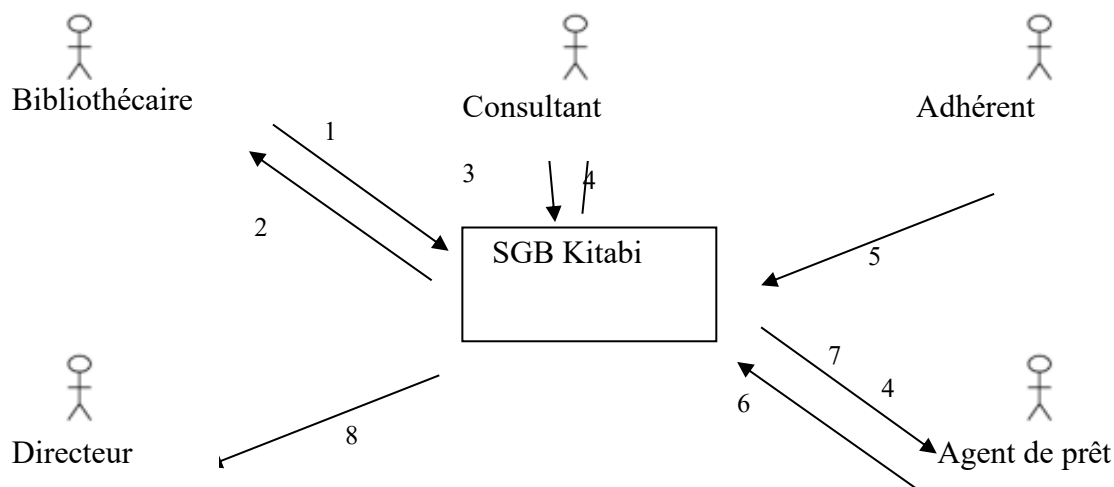 Bibliothécaire
Consultant
Adhérent
1
3
4
2
SGB Kitabi
5
7
4
6
8
Directeur
Agent de prêt